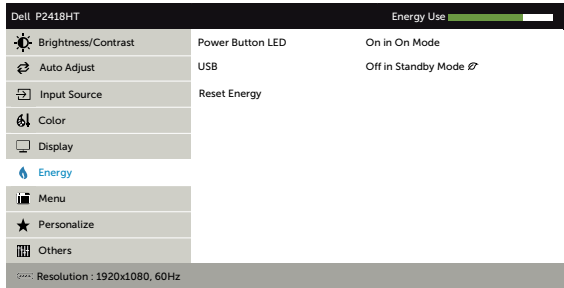 Dell P2418HT Energy Use
Brightness/Contrast Power Button LED On in On Mode
Auto Adjust USB Off in Standby Mode
Input Source Reset Energy
Color
Display
Energy
Menu
Personalize
Others
Resolution : 1920x1080, 60Hz